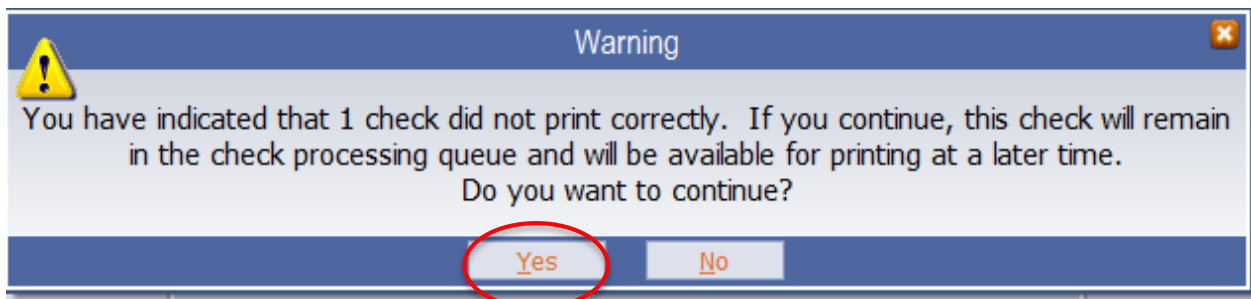 Warning
You have indicated that 1 check did not print correctly.  If you continue, this check will remain
in the check processing queue and will be available for printing at a later time.
Do you want to continue?
Yes No